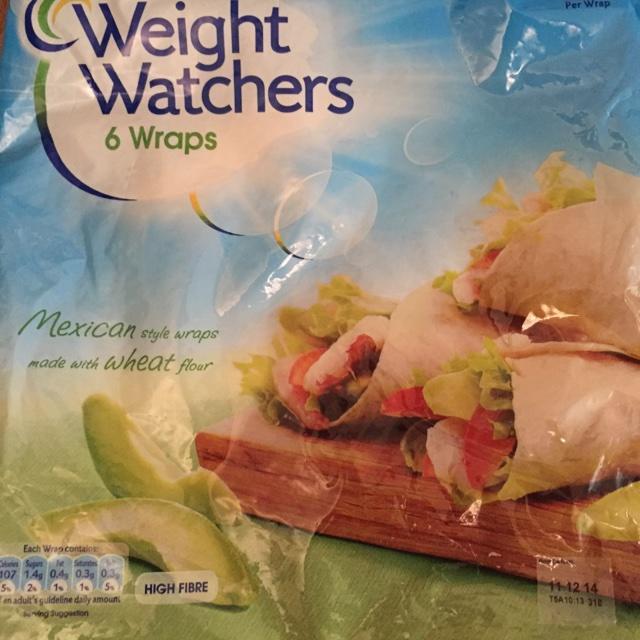 Per Wrap
Weight
Watchers
6 Wraps
Mexican style wraps
made with wheat flour
Each Wrap contains:
Calories Sugars Fat Saturates
107 1.4g 0.4g 0.3g
5% 2% 1% 1% 5%
an adult's guideline daily amount
Serving Suggestion
HIGH FIBRE
11 12 14